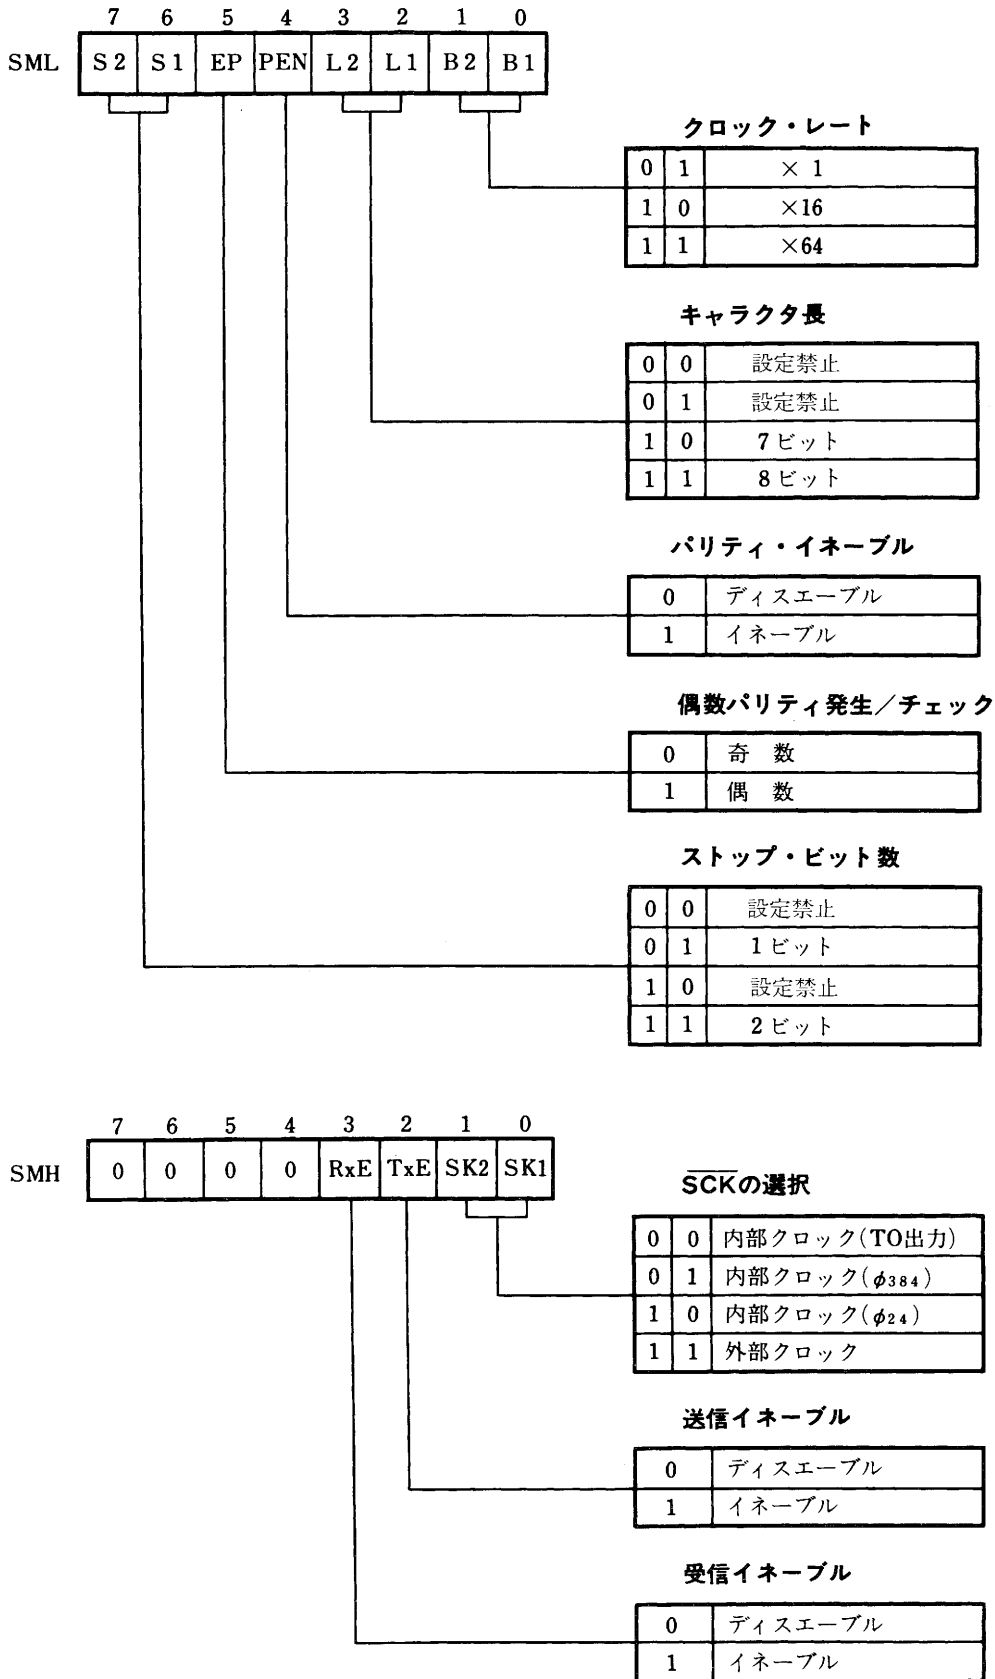 7 6 5 4 3 2 1 0
SML S2 S1 EP PEN L2 L1 B2 B1
クロック・レート
0 1 ×1
1 0 ×16
1 1 ×64
キャラクタ長
0 0 設定禁止
0 1 設定禁止
1 0 7ビット
1 1 8ビット
パリティ・イネーブル
0 ディスエーブル
1 イネーブル
偶数パリティ発生/チェック
0 奇 数
1 偶 数
ストップ・ビット数
0 0 設定禁止
0 1 1ビット
1 0 設定禁止
1 1 2ビット
7 6 5 4 3 2 1 0
SMH 0 0 0 0 RxE TxE SK2 SK1
S̅C̅K̅の選択
0 0 内部クロック(TO出力)
0 1 内部クロック(φ384)
1 0 内部クロック(φ24)
1 1 外部クロック
送信イネーブル
0 ディスエーブル
1 イネーブル
受信イネーブル
0 ディスエーブル
1 イネーブル